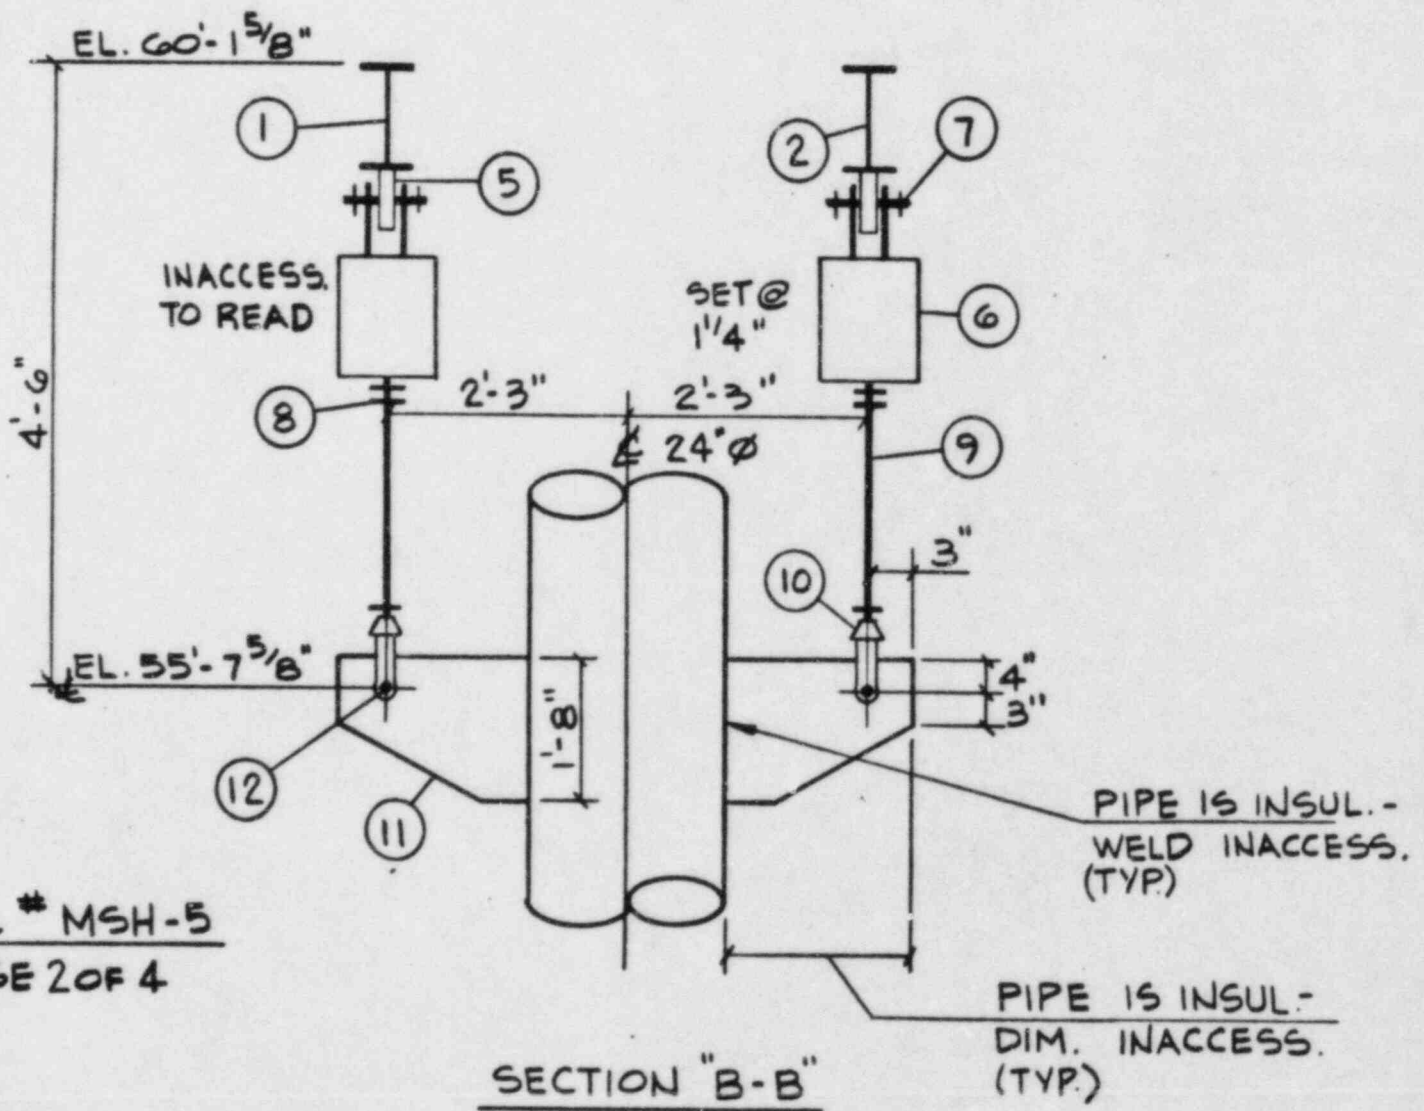 EL. 60'-1 5/8"
1
2
7
5
INACCESS.
TO READ
SET @
1 1/4"
6
4'-6"
8
2'-3"
2'-3"
℄ 24"Ø
9
3"
10
EL. 55'-7 5/8"
℄
4"
3"
1'-8"
12
11
PIPE IS INSUL.-
WELD INACCESS.
(TYP.)
# MSH-5
2 OF 4
PIPE IS INSUL.-
DIM. INACCESS.
(TYP.)
SECTION "B-B"